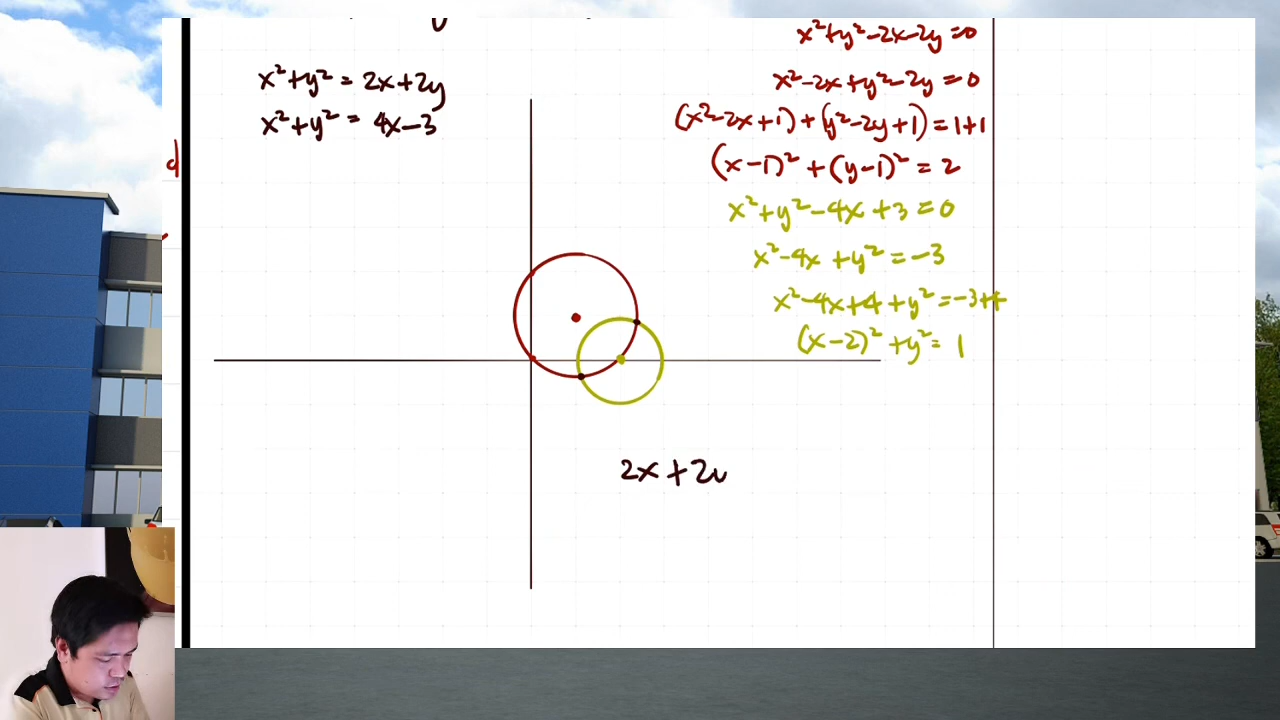 x²+y² = 2x+2y
x²+y² = 4x-3
x²+y²-2x-2y=0
x²-2x+y²-2y=0
(x²-2x+1)+(y²-2y+1)=1+1
(x-1)²+(y-1)²=2
x²+y²-4x+3=0
x²-4x+y²=-3
x²-4x+4+y²=-3+4
(x-2)²+y²=1
2x+2
d